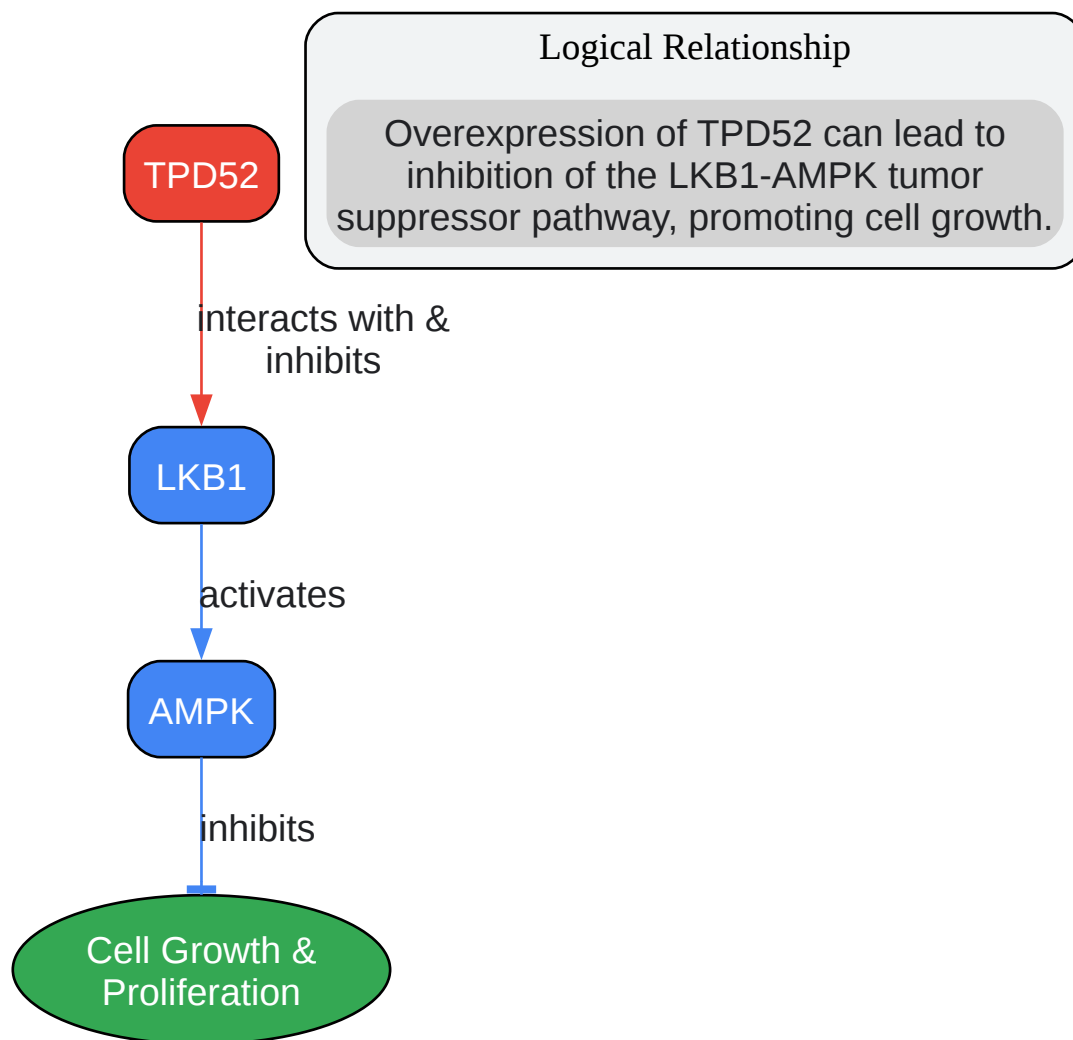 Logical Relationship
Overexpression of TPD52 can lead to
inhibition of the LKB1-AMPK tumor
suppressor pathway, promoting cell growth.
TPD52
interacts with &
inhibits
LKB1
activates
AMPK
inhibits
Cell Growth &
Proliferation